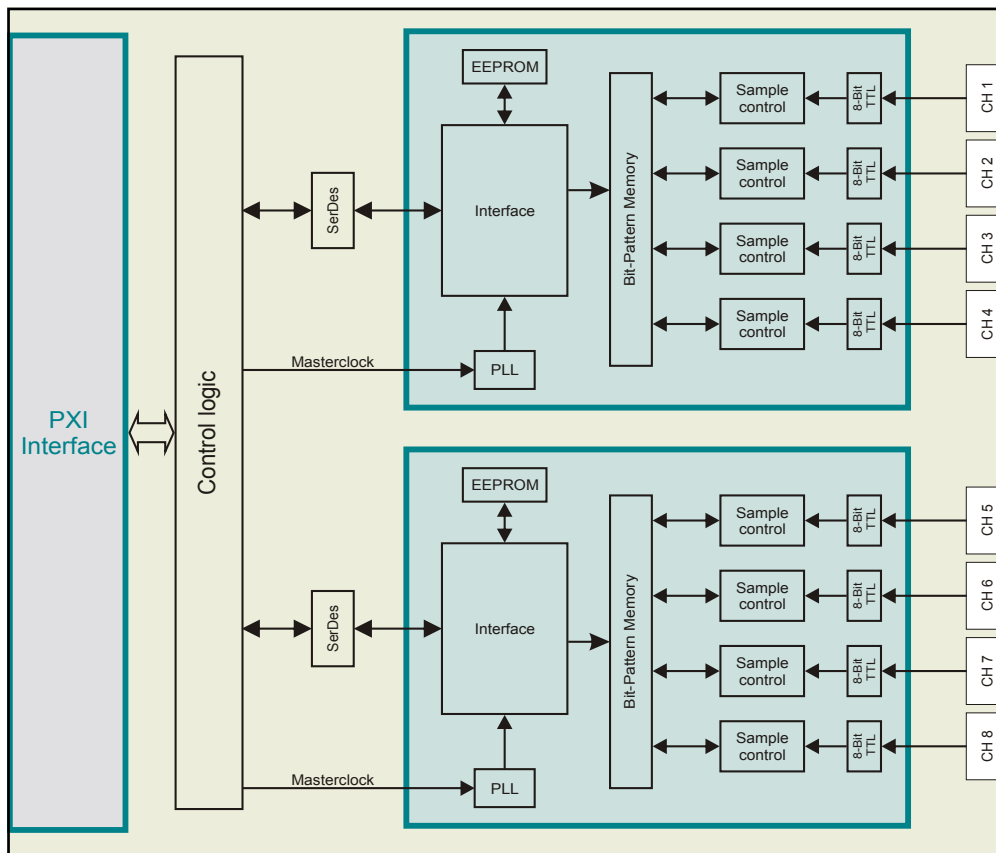 PXI
Interface
Control logic
SerDes
Masterclock
EEPROM
Interface
PLL
Bit-Pattern Memory
Sample
control
8-Bit
TTL
CH 1
Sample
control
8-Bit
TTL
CH 2
Sample
control
8-Bit
TTL
CH 3
Sample
control
8-Bit
TTL
CH 4
SerDes
Masterclock
EEPROM
Interface
PLL
Bit-Pattern Memory
Sample
control
8-Bit
TTL
CH 5
Sample
control
8-Bit
TTL
CH 6
Sample
control
8-Bit
TTL
CH 7
Sample
control
8-Bit
TTL
CH 8